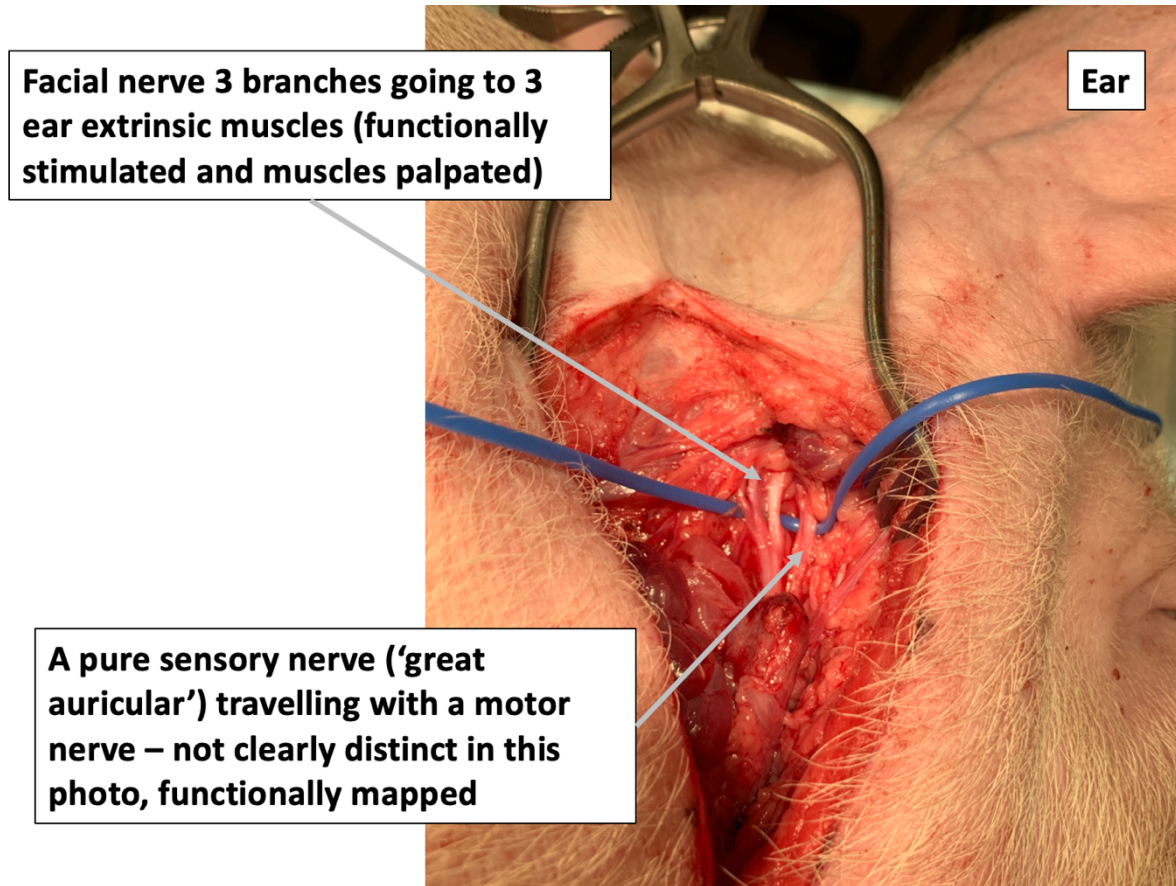 Facial nerve 3 branches going to 3
ear extrinsic muscles (functionally
stimulated and muscles palpated)
Ear
A pure sensory nerve (‘great
auricular’) travelling with a motor
nerve – not clearly distinct in this
photo, functionally mapped